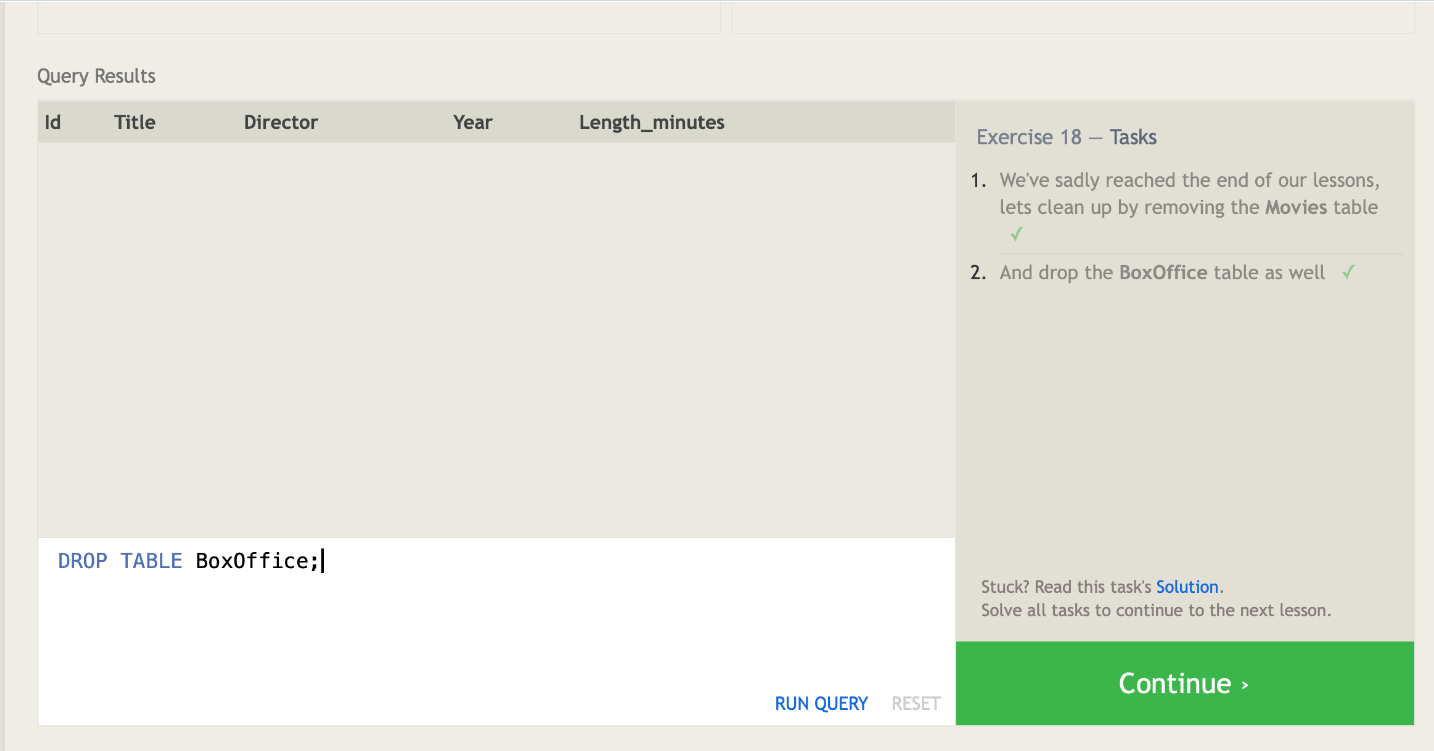 Query Results
Id Title Director Year Length_minutes
Exercise 18 — Tasks
1. We've sadly reached the end of our lessons,
lets clean up by removing the Movies table
✓
2. And drop the BoxOffice table as well ✓
DROP TABLE BoxOffice;
Stuck? Read this task's Solution.
Solve all tasks to continue to the next lesson.
RUN QUERY RESET
Continue ›